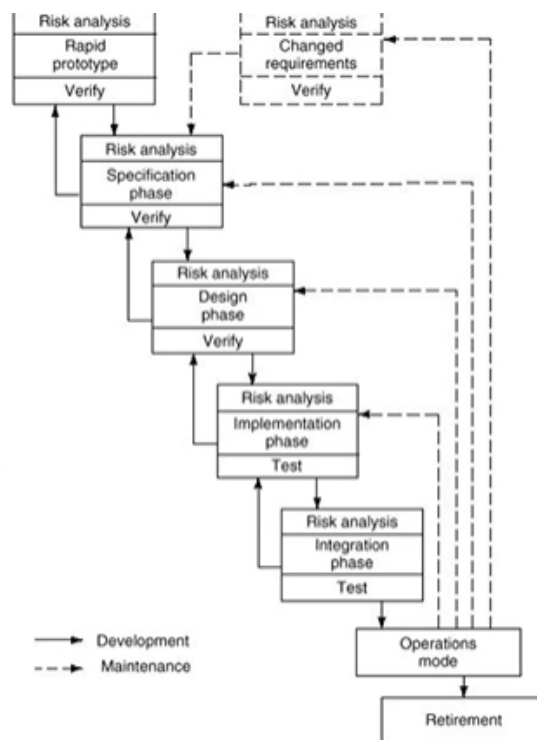 Risk analysis
Rapid
prototype
Verify
Risk analysis
Changed
requirements
Verify
Risk analysis
Specification
phase
Verify
Risk analysis
Design
phase
Verify
Risk analysis
Implementation
phase
Test
Risk analysis
Integration
phase
Test
Development
Maintenance
Operations
mode
Retirement